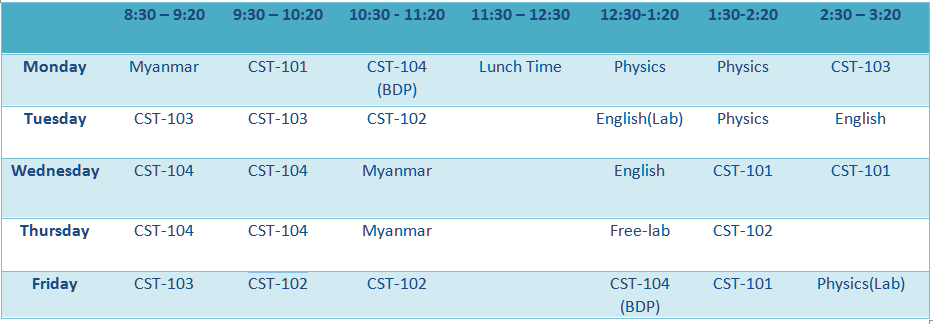 8:30 – 9:20 9:30 – 10:20 10:30 - 11:20 11:30 – 12:30 12:30-1:20 1:30-2:20 2:30 – 3:20
Monday Myanmar CST-101 CST-104 (BDP) Lunch Time Physics Physics CST-103
Tuesday CST-103 CST-103 CST-102 English(Lab) Physics English
Wednesday CST-104 CST-104 Myanmar English CST-101 CST-101
Thursday CST-104 CST-104 Myanmar Free-lab CST-102
Friday CST-103 CST-102 CST-102 CST-104 (BDP) CST-101 Physics(Lab)